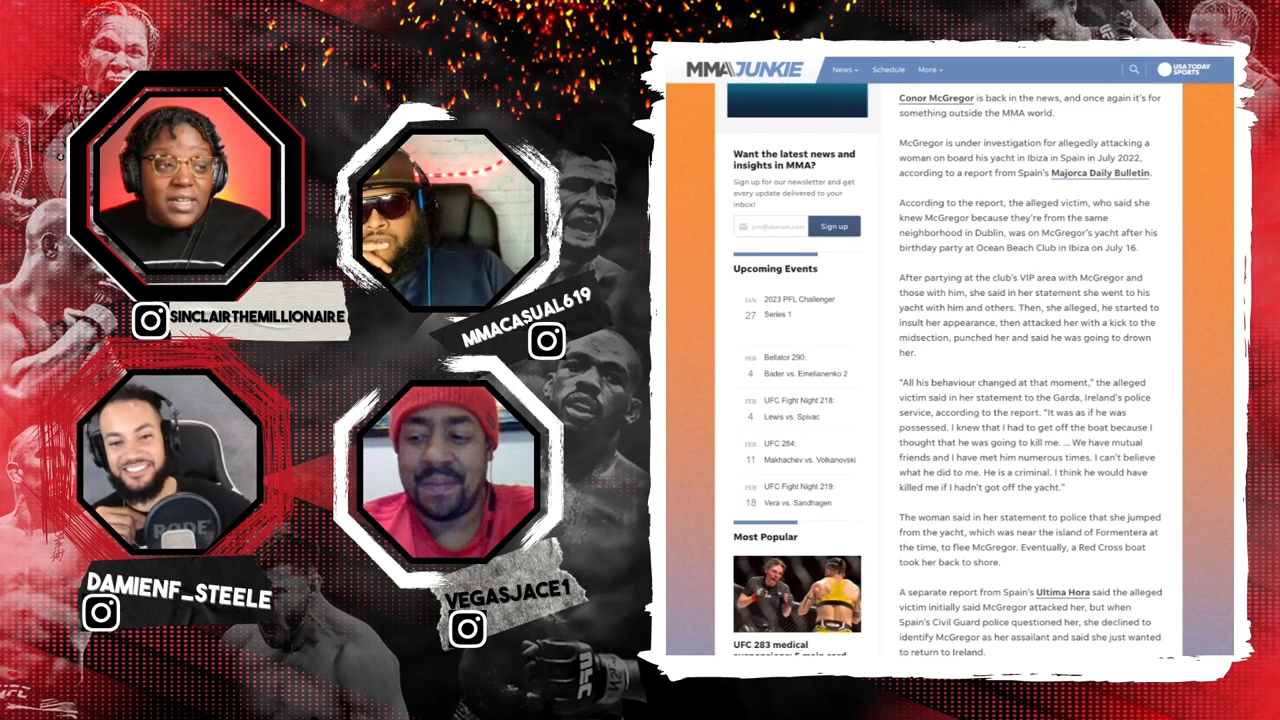 SINCLAIRTHEMILLIONAIRE
MMACASUAL619
DAMIENF_STEELE
VEGASJACE1
MMAJUNKIE
News
Schedule
More
USA TODAY
SPORTS
Want the latest news and
insights in MMA?
Sign up for our newsletter and get
every update delivered to your
inbox!
you@domain.com
Sign up
Upcoming Events
JAN
27
2023 PFL Challenger
Series 1
FEB
4
Bellator 290:
Bader vs. Emelianenko 2
FEB
4
UFC Fight Night 218:
Lewis vs. Spivac
FEB
11
UFC 284:
Makhachev vs. Volkanovski
FEB
18
UFC Fight Night 219:
Vera vs. Sandhagen
Most Popular
UFC 283 medical
Conor McGregor is back in the news, and once again it's for
something outside the MMA world.
McGregor is under investigation for allegedly attacking a
woman on board his yacht in Ibiza in Spain in July 2022,
according to a report from Spain's Majorca Daily Bulletin.
According to the report, the alleged victim, who said she
knew McGregor because they're from the same
neighborhood in Dublin, was on McGregor's yacht after his
birthday party at Ocean Beach Club in Ibiza on July 16.
After partying at the club's VIP area with McGregor and
those with him, she said in her statement she went to his
yacht with him and others. Then, she alleged, he started to
insult her appearance, then attacked her with a kick to the
midsection, punched her and said he was going to drown
her.
"All his behaviour changed at that moment," the alleged
victim said in her statement to the Garda, Ireland's police
service, according to the report. "It was as if he was
possessed. I knew that I had to get off the boat because I
thought that he was going to kill me. … We have mutual
friends and I have met him numerous times. I can't believe
what he did to me. He is a criminal. I think he would have
killed me if I hadn't got off the yacht."
The woman said in her statement to police that she jumped
from the yacht, which was near the island of Formentera at
the time, to flee McGregor. Eventually, a Red Cross boat
took her back to shore.
A separate report from Spain's Ultima Hora said the alleged
victim initially said McGregor attacked her, but when
Spain's Civil Guard police questioned her, she declined to
identify McGregor as her assailant and said she just wanted
to return to Ireland.
RØDE
UFC
UFC